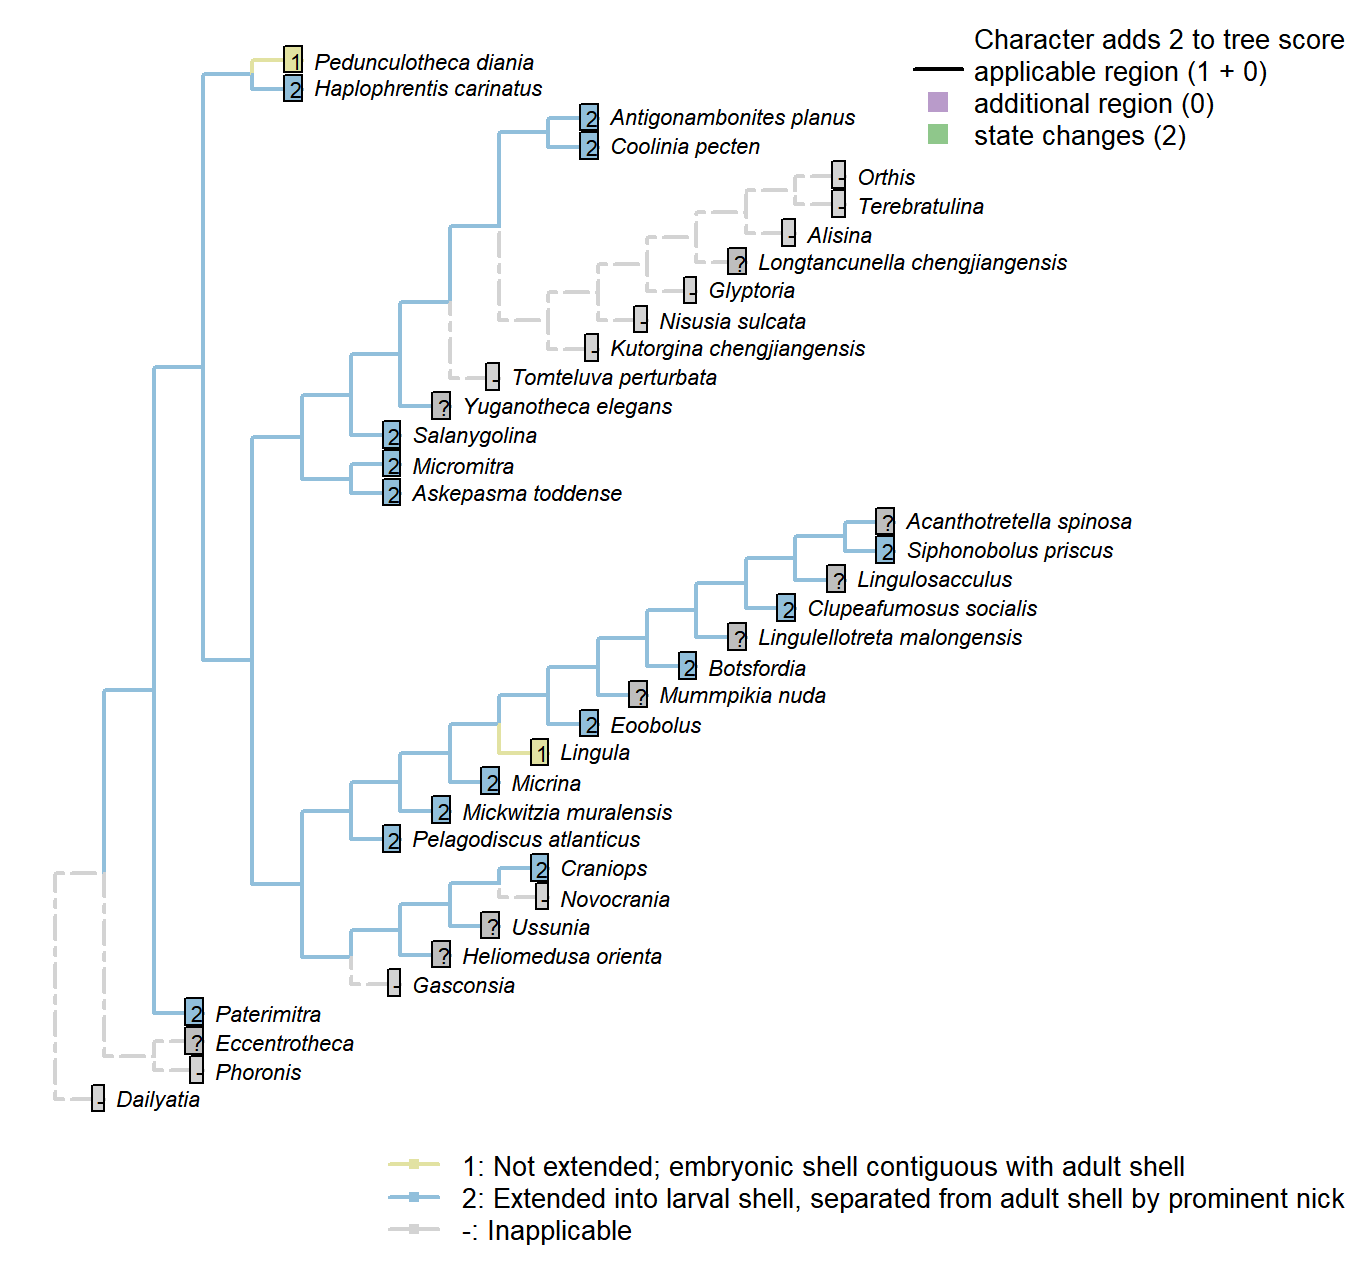 Character adds 2 to tree score
applicable region (1 + 0)
additional region (0)
state changes (2)
1 Pedunculotheca diania
2 Haplophrentis carinatus
2 Antigonambonites planus
2 Coolinia pecten
- Orthis
- Terebratulina
- Alisina
? Longtancunella chengjiangensis
- Glyptoria
- Nisusia sulcata
- Kutorgina chengjiangensis
- Tomteluva perturbata
? Yuganotheca elegans
2 Salanygolina
2 Micromitra
2 Askepasma toddense
? Acanthotretella spinosa
2 Siphonobolus priscus
? Lingulosacculus
2 Clupeafumosus socialis
? Lingulellotreta malongensis
2 Botsfordia
? Mummpikia nuda
2 Eoobolus
1 Lingula
2 Micrina
2 Mickwitzia muralensis
2 Pelagodiscus atlanticus
2 Craniops
- Novocrania
? Ussunia
? Heliomedusa orienta
- Gasconsia
2 Paterimitra
? Eccentrotheca
- Phoronis
- Dailyatia
1: Not extended; embryonic shell contiguous with adult shell
2: Extended into larval shell, separated from adult shell by prominent nick
-: Inapplicable